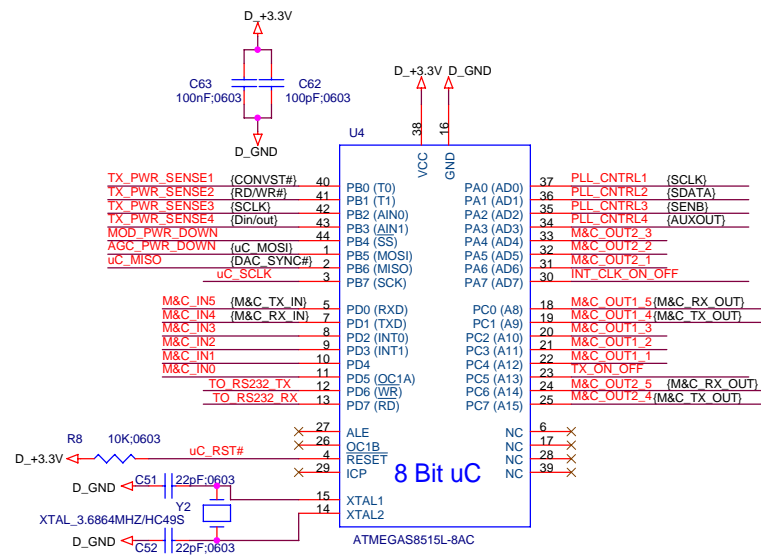 D_+3.3V
C63
100nF;0603
C62
100pF;0603
D_GND
D_+3.3V
D_GND
U4
38
16
VCC
GND
TX_PWR_SENSE1 {CONVST#} 40 PB0 (T0)
TX_PWR_SENSE2 {RD/WR#} 41 PB1 (T1)
TX_PWR_SENSE3 {SCLK} 42 PB2 (AIN0)
TX_PWR_SENSE4 {Din/out} 43 PB3 (AIN1)
MOD_PWR_DOWN 44 PB4 (SS)
AGC_PWR_DOWN {uC_MOSI} 1 PB5 (MOSI)
uC_MISO {DAC_SYNC#} 2 PB6 (MISO)
uC_SCLK 3 PB7 (SCK)
PA0 (AD0) 37 PLL_CNTRL1 {SCLK}
PA1 (AD1) 36 PLL_CNTRL2 {SDATA}
PA2 (AD2) 35 PLL_CNTRL3 {SENB}
PA3 (AD3) 34 PLL_CNTRL4 {AUXOUT}
PA4 (AD4) 33 M&C_OUT2_3
PA5 (AD5) 32 M&C_OUT2_2
PA6 (AD6) 31 M&C_OUT2_1
PA7 (AD7) 30 INT_CLK_ON_OFF
M&C_IN5 {M&C_TX_IN} 5 PD0 (RXD)
M&C_IN4 {M&C_RX_IN} 7 PD1 (TXD)
M&C_IN3 8 PD2 (INT0)
M&C_IN2 9 PD3 (INT1)
M&C_IN1 10 PD4
M&C_IN0 11 PD5 (OC1A)
TO_RS232_TX 12 PD6 (WR)
TO_RS232_RX 13 PD7 (RD)
PC0 (A8) 18 M&C_OUT1_5 {M&C_RX_OUT}
PC1 (A9) 19 M&C_OUT1_4 {M&C_TX_OUT}
PC2 (A10) 20 M&C_OUT1_3
PC3 (A11) 21 M&C_OUT1_2
PC4 (A12) 22 M&C_OUT1_1
PC5 (A13) 23 TX_ON_OFF
PC6 (A14) 24 M&C_OUT2_5 {M&C_RX_OUT}
PC7 (A15) 25 M&C_OUT2_4 {M&C_TX_OUT}
27 ALE
26 OC1B
4 RESET
29 ICP
NC 6
NC 17
NC 28
NC 39
R8 10K;0603
uC_RST#
D_+3.3V
8 Bit uC
D_GND
C51 22pF;0603
15 XTAL1
14 XTAL2
Y2
XTAL_3.6864MHZ/HC49S
D_GND
C52 22pF;0603
ATMEGAS8515L-8AC